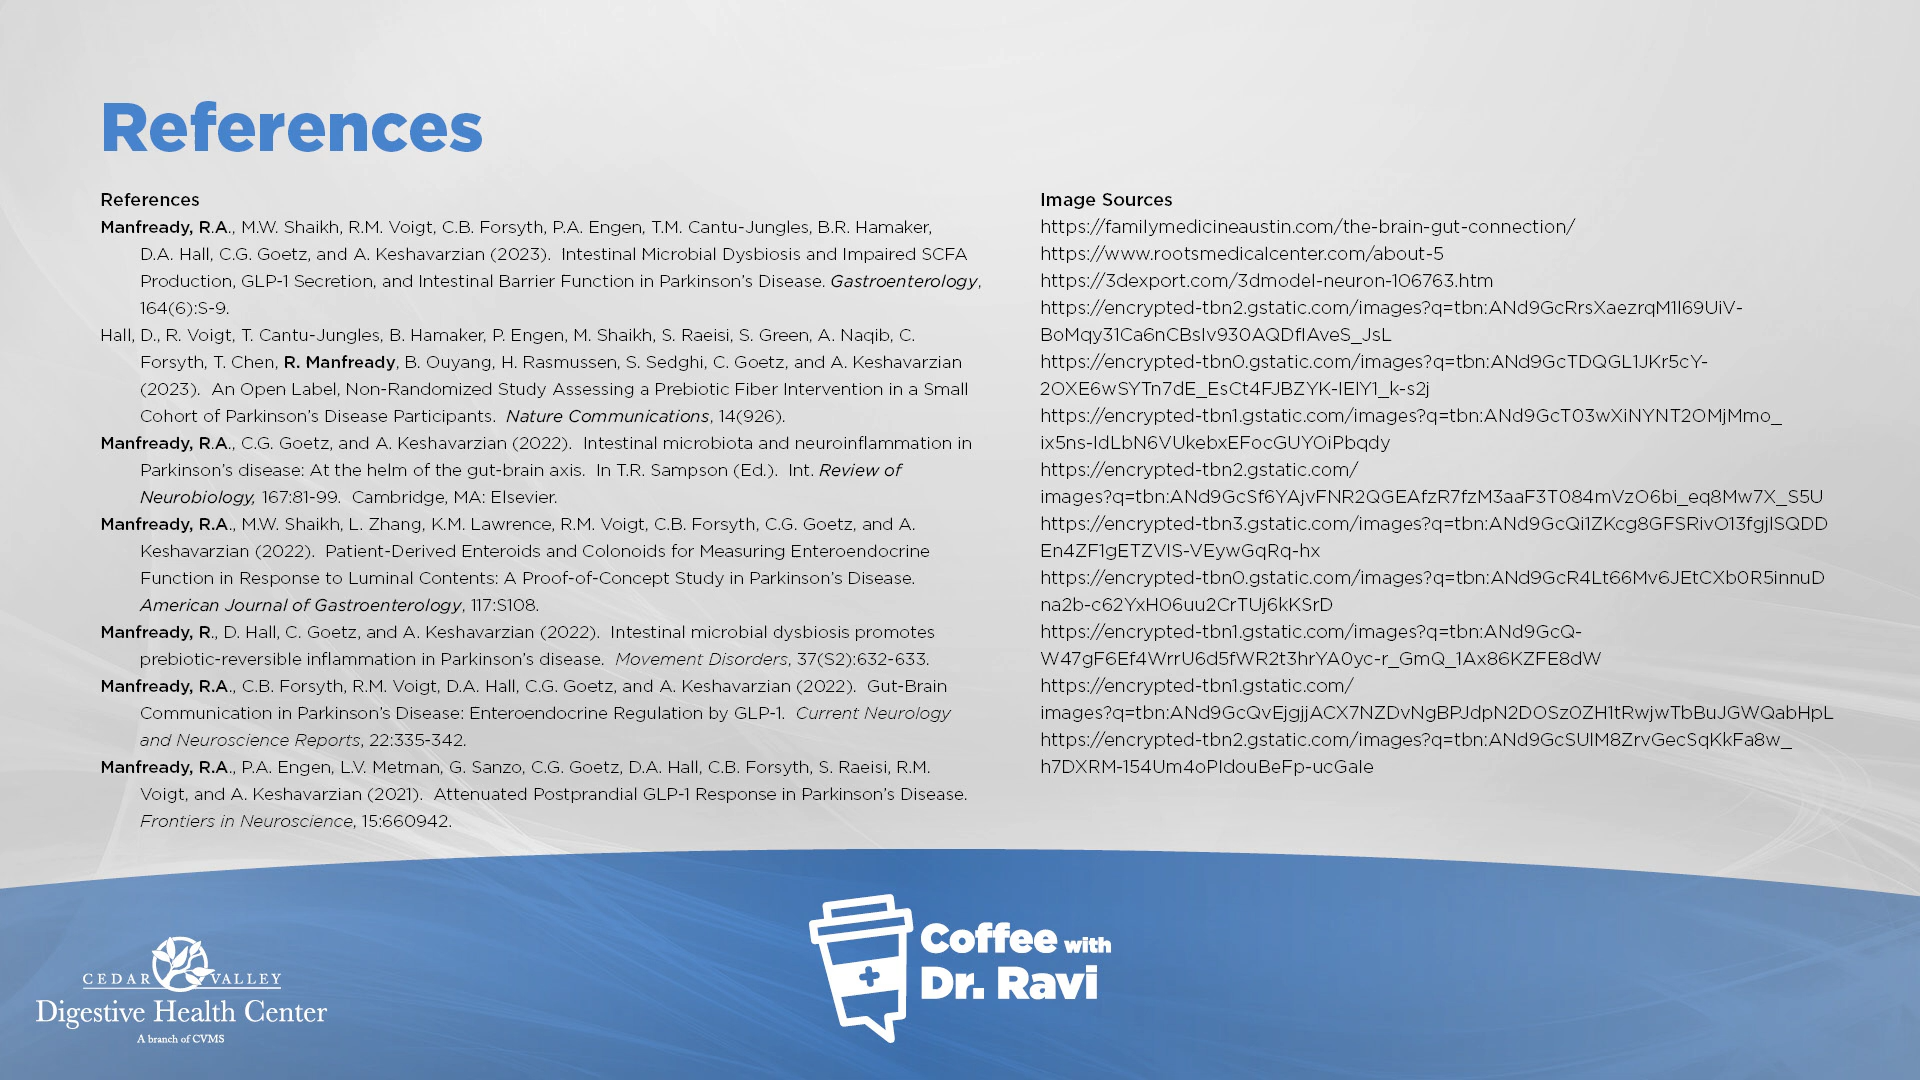 References
References
Manfready, R.A., M.W. Shaikh, R.M. Voigt, C.B. Forsyth, P.A. Engen, T.M. Cantu-Jungles, B.R. Hamaker,
D.A. Hall, C.G. Goetz, and A. Keshavarzian (2023). Intestinal Microbial Dysbiosis and Impaired SCFA
Production, GLP-1 Secretion, and Intestinal Barrier Function in Parkinson's Disease. Gastroenterology,
164(6):S-9.
Hall, D., R. Voigt, T. Cantu-Jungles, B. Hamaker, P. Engen, M. Shaikh, S. Raeisi, S. Green, A. Naqib, C.
Forsyth, T. Chen, R. Manfready, B. Ouyang, H. Rasmussen, S. Sedghi, C. Goetz, and A. Keshavarzian
(2023). An Open Label, Non-Randomized Study Assessing a Prebiotic Fiber Intervention in a Small
Cohort of Parkinson's Disease Participants. Nature Communications, 14(926).
Manfready, R.A., C.G. Goetz, and A. Keshavarzian (2022). Intestinal microbiota and neuroinflammation in
Parkinson's disease: At the helm of the gut-brain axis. In T.R. Sampson (Ed.). Int. Review of
Neurobiology, 167:81-99. Cambridge, MA: Elsevier.
Manfready, R.A., M.W. Shaikh, L. Zhang, K.M. Lawrence, R.M. Voigt, C.B. Forsyth, C.G. Goetz, and A.
Keshavarzian (2022). Patient-Derived Enteroids and Colonoids for Measuring Enteroendocrine
Function in Response to Luminal Contents: A Proof-of-Concept Study in Parkinson's Disease.
American Journal of Gastroenterology, 117:S108.
Manfready, R., D. Hall, C. Goetz, and A. Keshavarzian (2022). Intestinal microbial dysbiosis promotes
prebiotic-reversible inflammation in Parkinson's disease. Movement Disorders, 37(S2):632-633.
Manfready, R.A., C.B. Forsyth, R.M. Voigt, D.A. Hall, C.G. Goetz, and A. Keshavarzian (2022). Gut-Brain
Communication in Parkinson's Disease: Enteroendocrine Regulation by GLP-1. Current Neurology
and Neuroscience Reports, 22:335-342.
Manfready, R.A., P.A. Engen, L.V. Metman, G. Sanzo, C.G. Goetz, D.A. Hall, C.B. Forsyth, S. Raeisi, R.M.
Voigt, and A. Keshavarzian (2021). Attenuated Postprandial GLP-1 Response in Parkinson's Disease.
Frontiers in Neuroscience, 15:660942.
Image Sources
https://familymedicineaustin.com/the-brain-gut-connection/
https://www.rootsmedicalcenter.com/about-5
https://3dexport.com/3dmodel-neuron-106763.htm
https://encrypted-tbn2.gstatic.com/images?q=tbn:ANd9GcRrsXaezrqM1I69UiV-
BoMqy31Ca6nCBsIv930AQDfIAveS_JsL
https://encrypted-tbn0.gstatic.com/images?q=tbn:ANd9GcTDQGL1JKr5cY-
2OXE6wSYTn7dE_EsCt4FJBZYK-IEIY1_k-s2j
https://encrypted-tbn1.gstatic.com/images?q=tbn:ANd9GcT03wXiNYNT2OMjMmo_
ix5ns-IdLbN6VUkebxEFocGUYOiPbqdy
https://encrypted-tbn2.gstatic.com/
images?q=tbn:ANd9GcSf6YAjvFNR2QGEAfzR7fzM3aaF3T084mVzO6bi_eq8Mw7X_S5U
https://encrypted-tbn3.gstatic.com/images?q=tbn:ANd9GcQi1ZKcg8GFSRivO13fgjISQDD
En4ZF1gETZVIS-VEywGqRq-hx
https://encrypted-tbn0.gstatic.com/images?q=tbn:ANd9GcR4Lt66Mv6JEtCXb0R5innuD
na2b-c62YxH06uu2CrTUj6kKSrD
https://encrypted-tbn1.gstatic.com/images?q=tbn:ANd9GcQ-
W47gF6Ef4WrrU6d5fWR2t3hrYA0yc-r_GmQ_1Ax86KZFE8dW
https://encrypted-tbn1.gstatic.com/
images?q=tbn:ANd9GcQvEjgjjACX7NZDvNgBPJdpN2DOSz0ZH1tRwjwTbBuJGWQabHpL
https://encrypted-tbn2.gstatic.com/images?q=tbn:ANd9GcSUIM8ZrvGecSqKkFa8w_
h7DXRM-154Um4oPIdouBeFp-ucGaIe
CEDAR VALLEY
Digestive Health Center
A branch of CVMS
Coffee with
Dr. Ravi